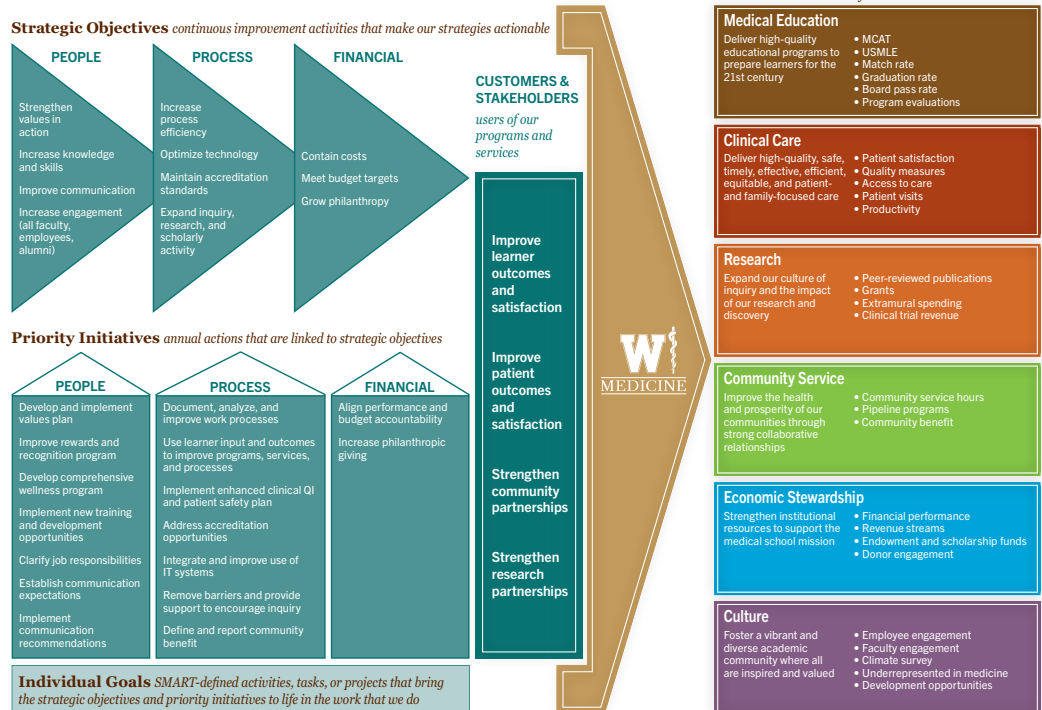 Strategic Objectives continuous improvement activities that make our strategies actionable
PEOPLE
Strengthen
values in
action
Increase knowledge
and skills
Improve communication
Increase engagement
(all faculty,
employees,
alumni)
PROCESS
Increase
process
efficiency
Optimize technology
Maintain accreditation
standards
Expand inquiry,
research, and
scholarly
activity
FINANCIAL
Contain costs
Meet budget targets
Grow philanthropy
CUSTOMERS &
STAKEHOLDERS
users of our
programs and
services
Improve
learner
outcomes
and
satisfaction
Improve
patient
outcomes
and
satisfaction
Strengthen
community
partnerships
Strengthen
research
partnerships
Priority Initiatives annual actions that are linked to strategic objectives
PEOPLE
Develop and implement
values plan
Improve rewards and
recognition program
Develop comprehensive
wellness program
Implement new training
and development
opportunities
Clarify job responsibilities
Establish communication
expectations
Implement
communication
recommendations
PROCESS
Document, analyze, and
improve work processes
Use learner input and outcomes
to improve programs, services,
and processes
Implement enhanced clinical QI
and patient safety plan
Address accreditation
opportunities
Integrate and improve use of
IT systems
Remove barriers and provide
support to encourage inquiry
Define and report community
benefit
FINANCIAL
Align performance and
budget accountability
Increase philanthropic
giving
Individual Goals SMART-defined activities, tasks, or projects that bring
the strategic objectives and priority initiatives to life in the work that we do
W
MEDICINE
Medical Education
Deliver high-quality
educational programs to
prepare learners for the
21st century
• MCAT
• USMLE
• Match rate
• Graduation rate
• Board pass rate
• Program evaluations
Clinical Care
Deliver high-quality, safe,
timely, effective, efficient,
equitable, and patient-
and family-focused care
• Patient satisfaction
• Quality measures
• Access to care
• Patient visits
• Productivity
Research
Expand our culture of
inquiry and the impact
of our research and
discovery
• Peer-reviewed publications
• Grants
• Extramural spending
• Clinical trial revenue
Community Service
Improve the health
and prosperity of our
communities through
strong collaborative
relationships
• Community service hours
• Pipeline programs
• Community benefit
Economic Stewardship
Strengthen institutional
resources to support the
medical school mission
• Financial performance
• Revenue streams
• Endowment and scholarship funds
• Donor engagement
Culture
Foster a vibrant and
diverse academic
community where all
are inspired and valued
• Employee engagement
• Faculty engagement
• Climate survey
• Underrepresented in medicine
• Development opportunities